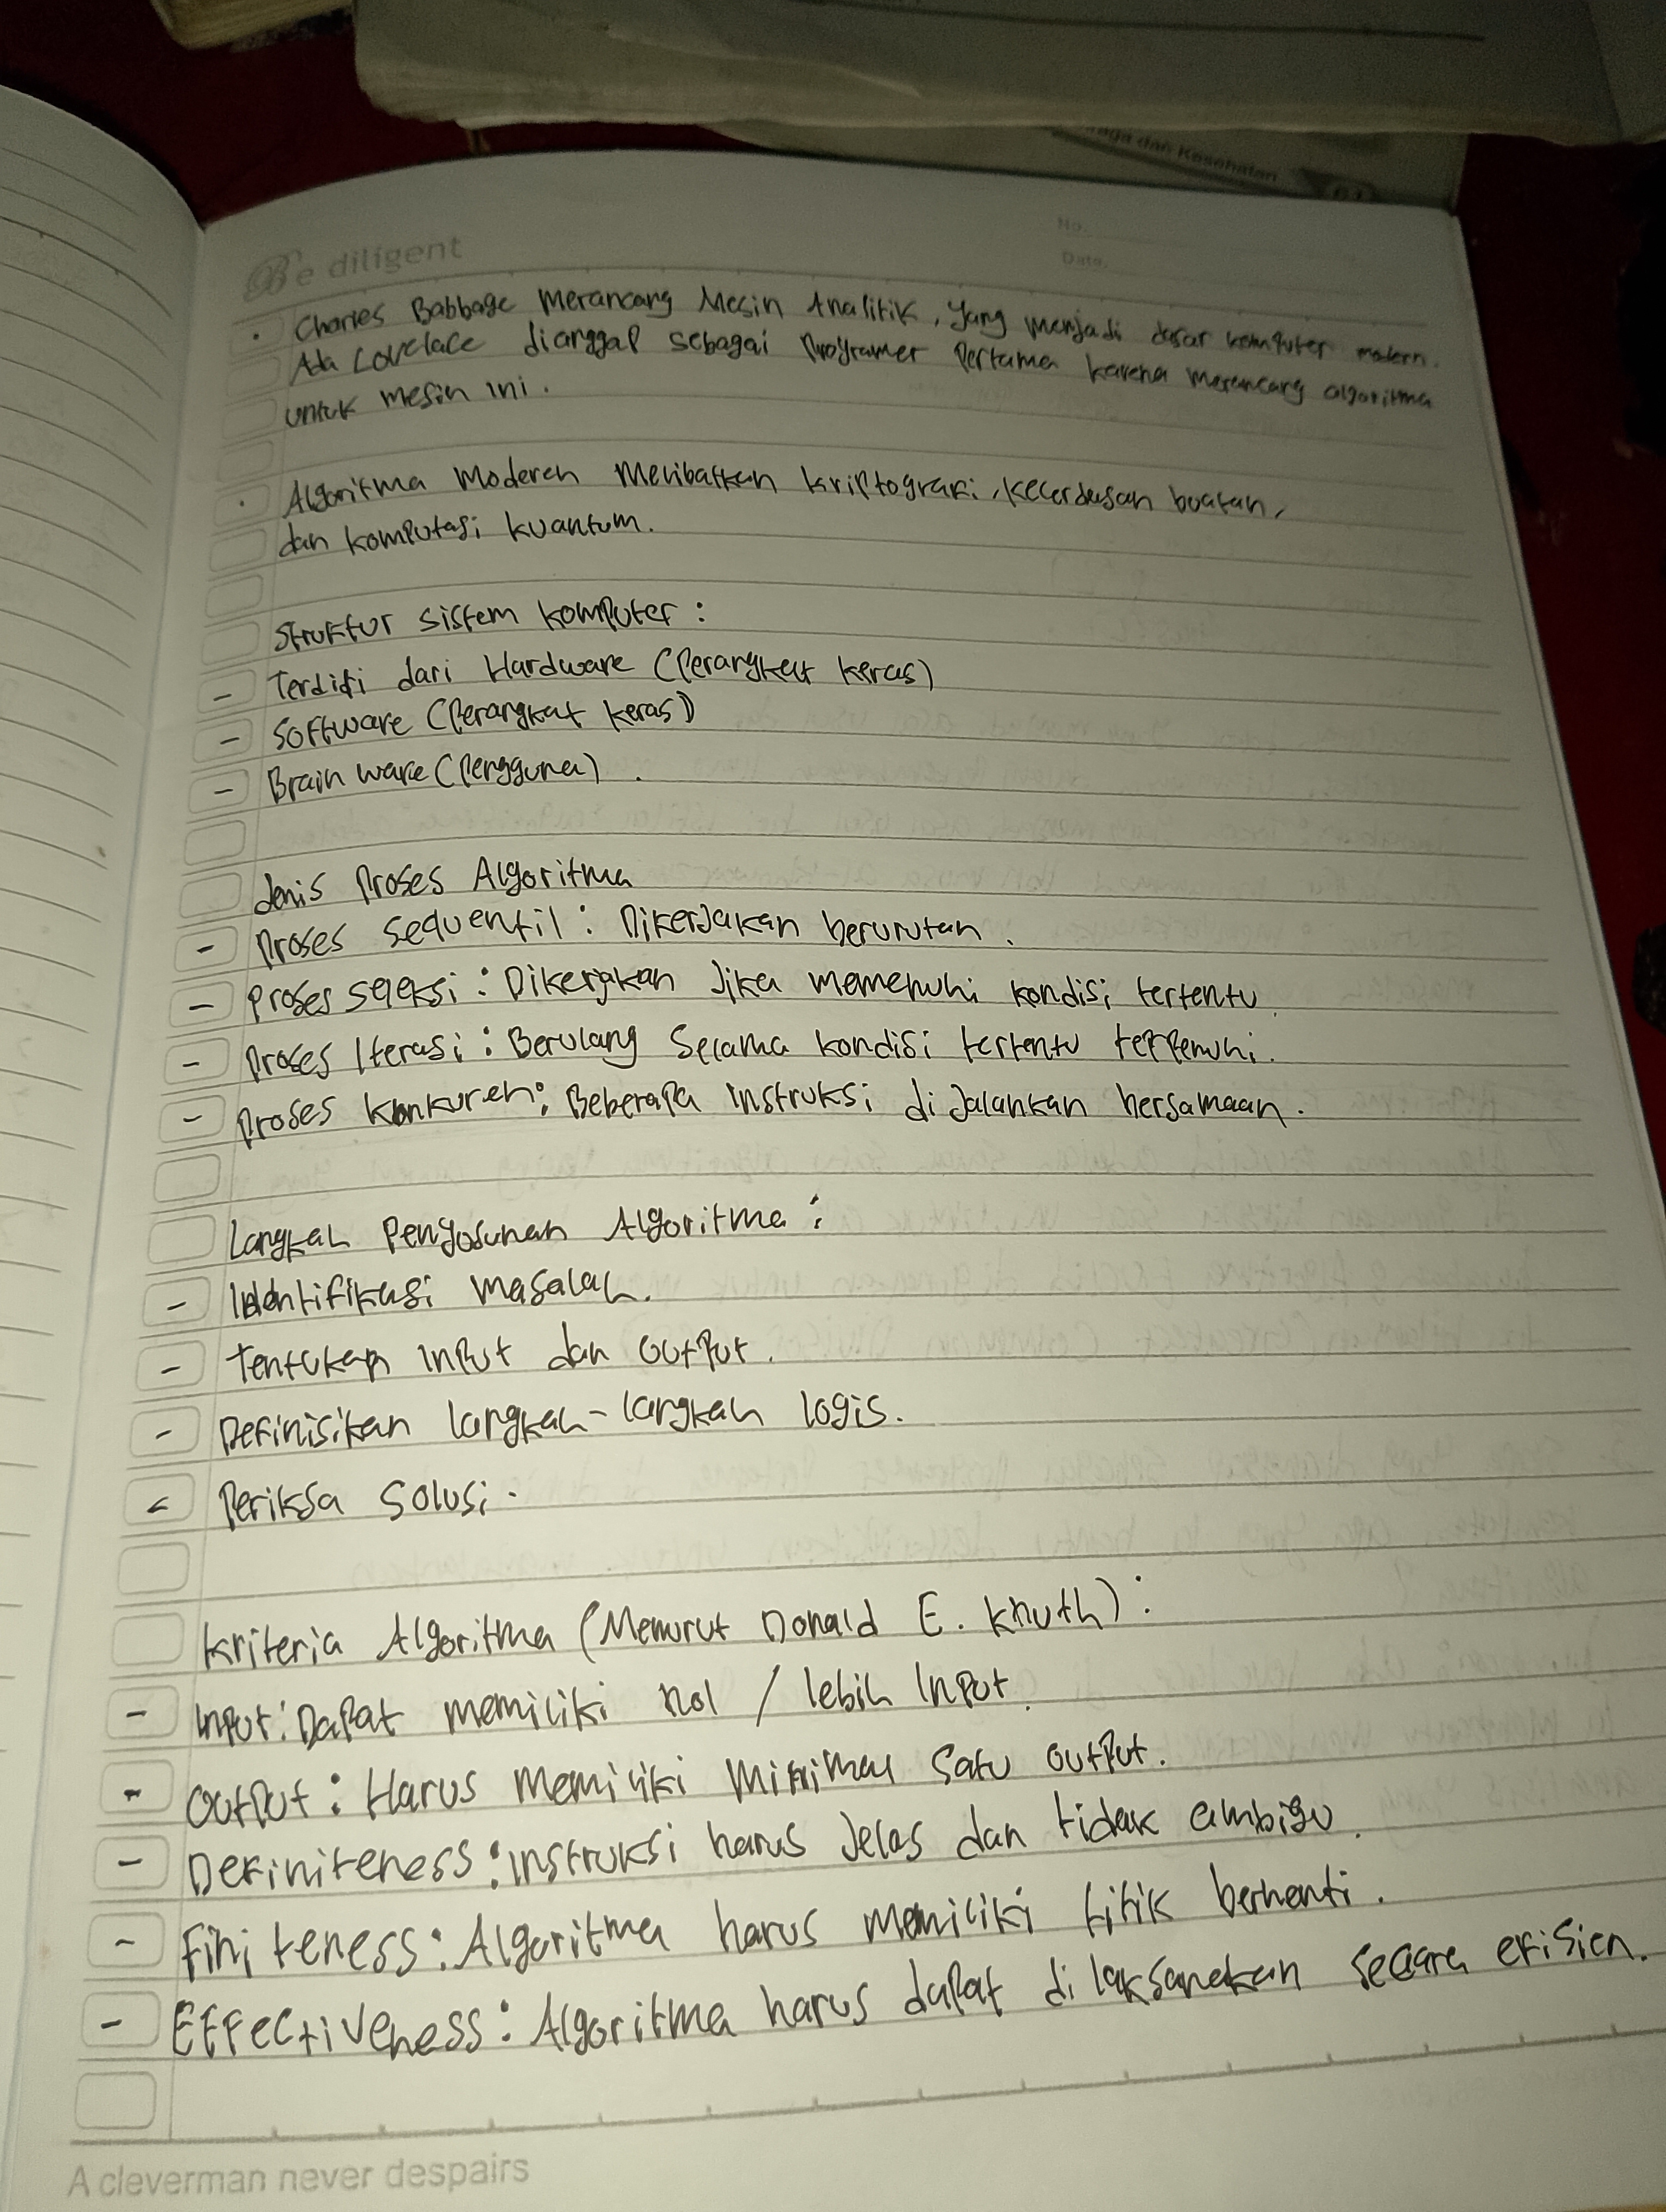 aga dan Kesehatan
Be diligent
No.
Date.
· Charles Babbage Merancang Mesin Analitik, yang menjadi dasar komputer modern.
Ada Lovelace dianggap sebagai Programer Pertama karena merancang algoritma
untuk mesin ini.
· Algoritma Moderen Melibatkan kriptografi, kecerdasan buatan,
dan komputasi kuantum.
Struktur sistem komputer :
- Terdiri dari Hardware (Perangkat keras)
- Software (Perangkat keras)
- Brain ware (Pengguna).
Jenis Proses Algoritma
- Proses Sequentil : Dikerjakan berurutan.
- Proses seleksi : Dikerjakan Jika memenuhi kondisi tertentu.
- Proses Iterasi : Berulang Selama kondisi tertentu terpenuhi.
- Proses Konkuren : Beberapa instruksi di Jalankan bersamaan.
Langkah Penyusunan Algoritma :
- Identifikasi masalah.
- Tentukan input dan output.
- Definisikan langkah-langkah logis.
- Periksa Solusi.
Kriteria Algoritma (Menurut Donald E. Knuth) :
- Input : Dapat memiliki nol / lebih Input.
- Output : Harus Memiliki Minimal Satu output.
- Definiteness : instruksi harus Jelas dan tidak ambigu.
- Finiteness : Algoritma harus memiliki titik berhenti.
- Effectiveness : Algoritma harus dapat di laksanakan secara efisien.
A cleverman never despairs